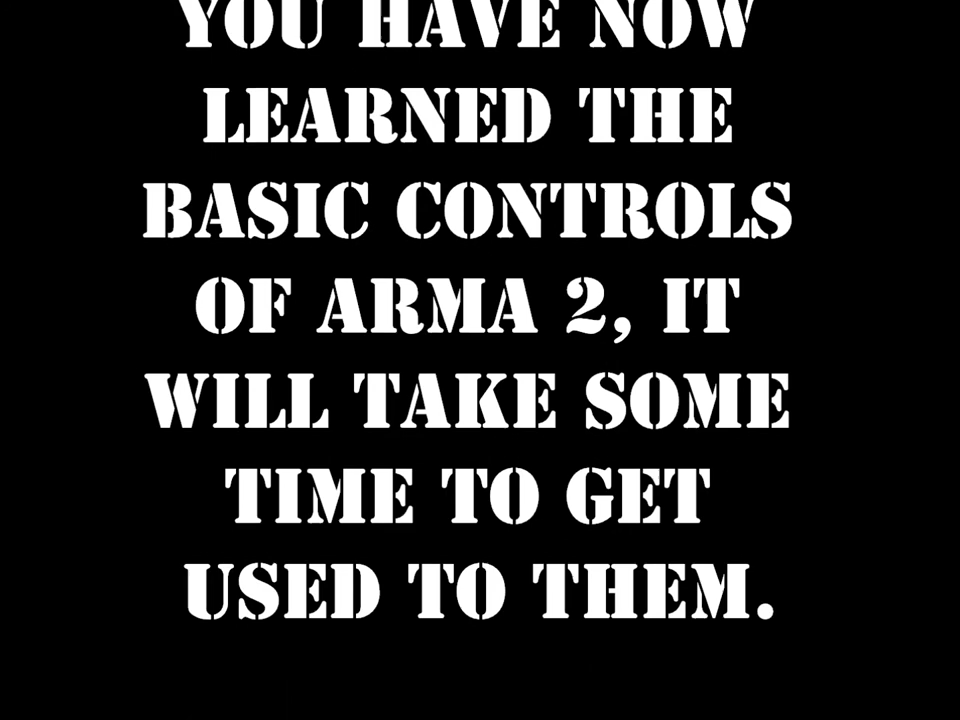 YOU HAVE NOW
LEARNED THE
BASIC CONTROLS
OF ARMA 2, IT
WILL TAKE SOME
TIME TO GET
USED TO THEM.